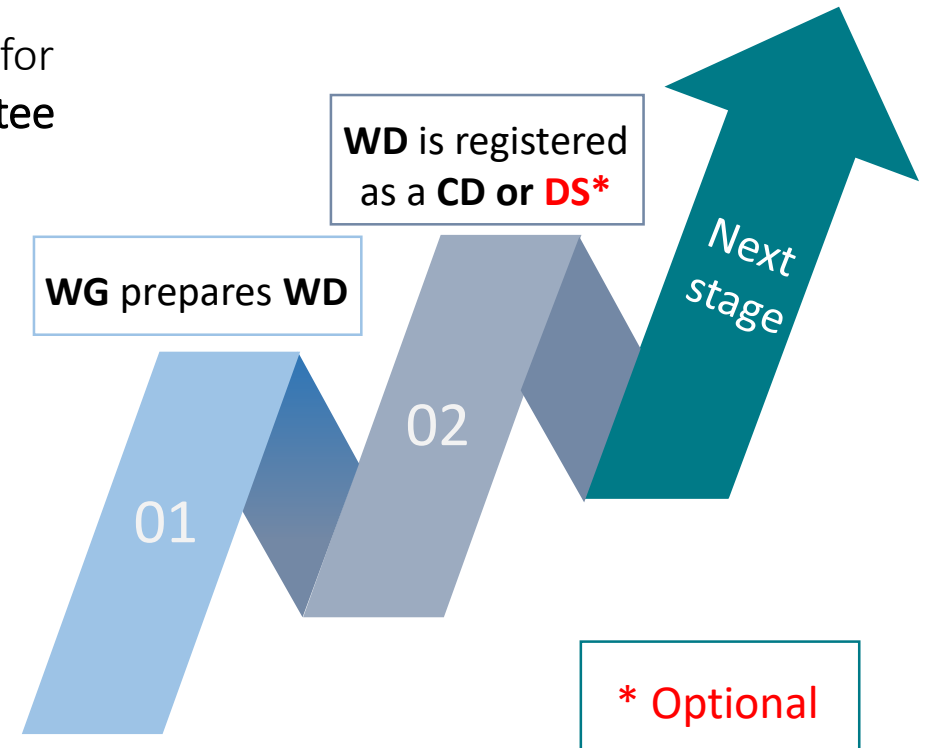 for
tee
WD is registered
as a CD or DS*
WG prepares WD
Next
stage
02
01
* Optional